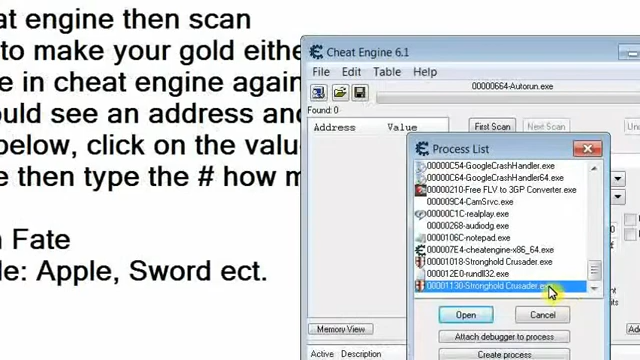 at engine then scan
to make your gold eithe
e in cheat engine again
ould see an address and
below, click on the valu
e then type the # how m
n Fate
le: Apple, Sword ect.
Cheat Engine 6.1
File Edit Table Help
00000664-Autorun.exe
Found: 0
Address Value
First Scan Next Scan
Process List
00000C54-GoogleCrashHandler.exe
00000C64-GoogleCrashHandler64.exe
00000210-Free FLV to 3GP Converter.exe
000009C4-CamSrvc.exe
00000C1C-realplay.exe
00000268-audiodg.exe
0000106C-notepad.exe
000007E4-cheatengine-x86_64.exe
00001018-Stronghold Crusader.exe
000012E0-rundll32.exe
00001130-Stronghold Crusader.exe
Open Cancel
Memory View
Attach debugger to process
Create process
Active Description